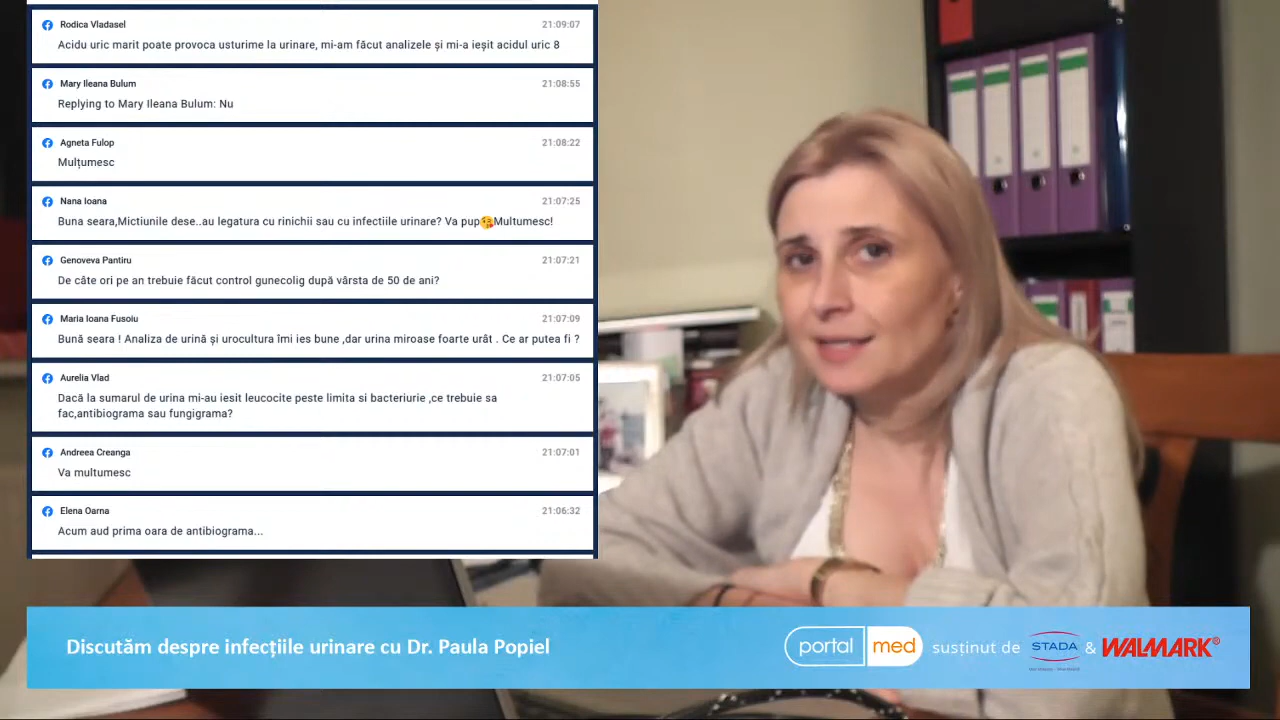 Rodica Vladasel 21:09:07
Acidu uric marit poate provoca usturime la urinare, mi-am făcut analizele și mi-a ieșit acidul uric 8
Mary Ileana Bulum 21:08:55
Replying to Mary Ileana Bulum: Nu
Agneta Fulop 21:08:22
Mulțumesc
Nana Ioana 21:07:25
Buna seara,Mictiunile dese..au legatura cu rinichii sau cu infectiile urinare? Va pup😘Multumesc!
Genoveva Pantiru 21:07:21
De câte ori pe an trebuie făcut control gunecolig după vârsta de 50 de ani?
Maria Ioana Fusoiu 21:07:09
Bună seara ! Analiza de urină și urocultura îmi ies bune ,dar urina miroase foarte urât . Ce ar putea fi ?
Aurelia Vlad 21:07:05
Dacă la sumarul de urina mi-au iesit leucocite peste limita si bacteriurie ,ce trebuie sa
fac,antibiograma sau fungigrama?
Andreea Creanga 21:07:01
Va multumesc
Elena Oarna 21:06:32
Acum aud prima oara de antibiograma...
Discutăm despre infecțiile urinare cu Dr. Paula Popiel
portal med susținut de STADA & WALMARK®